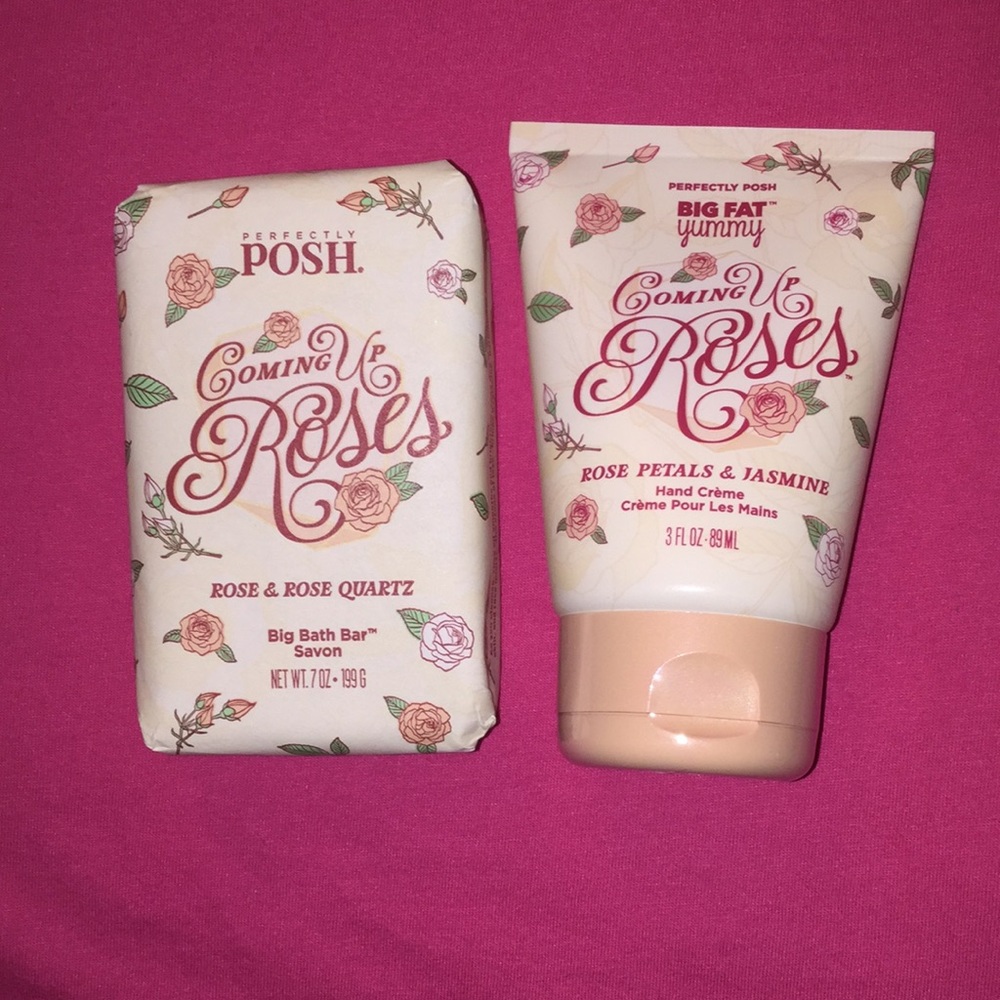 PERFECTLY
POSH®
COMING UP
Roses
ROSE & ROSE QUARTZ
Big Bath Bar™
Savon
NET WT. 7 OZ • 199 G
PERFECTLY POSH
BIG FAT™
yummy
COMING UP
Roses™
ROSE PETALS & JASMINE
Hand Crème
Crème Pour Les Mains
3 FL OZ • 89 ML